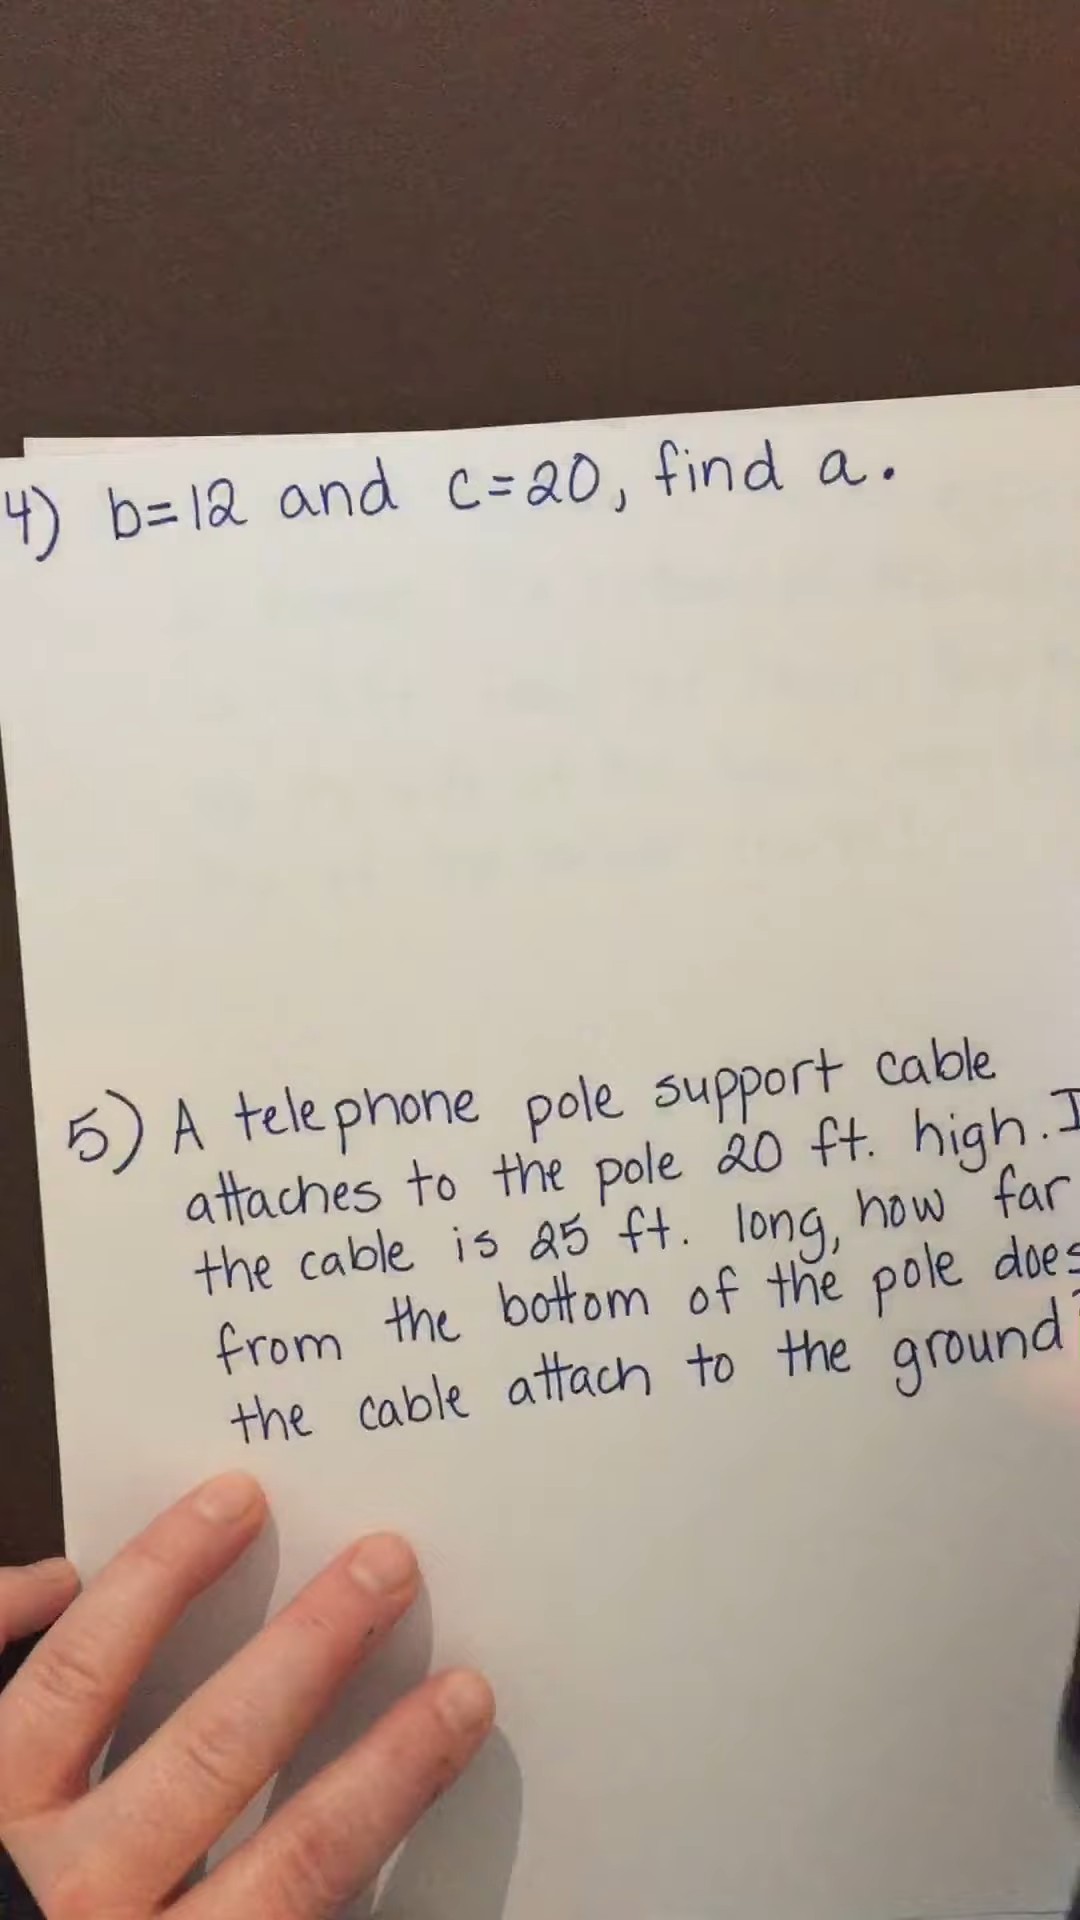 4) b=12 and c=20, find a.
5) A telephone pole support cable
attaches to the pole 20 ft. high. I
the cable is 25 ft. long, how far
from the bottom of the pole does
the cable attach to the ground?